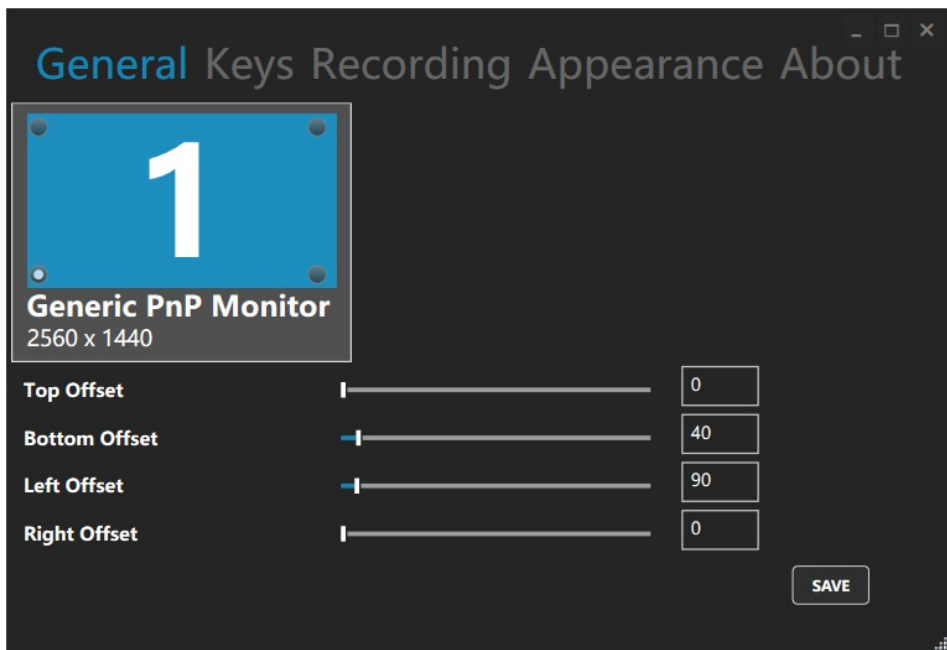 General Keys Recording Appearance About
1
Generic PnP Monitor
2560 x 1440
Top Offset 0
Bottom Offset 40
Left Offset 90
Right Offset 0
SAVE